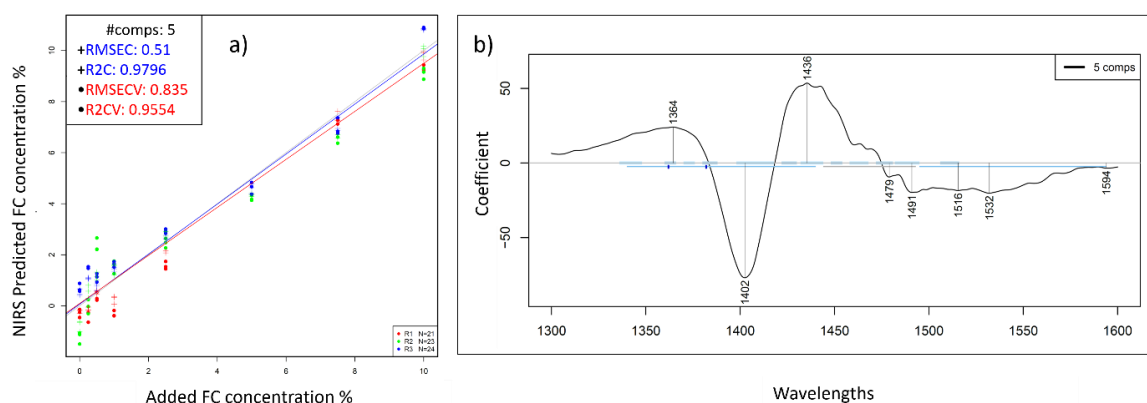 #comps: 5
+RMSEC: 0.51
+R2C: 0.9796
●RMSECV: 0.835
●R2CV: 0.9554
a)
NIRS Predicted FC concentration %
10
8
6
4
2
0
R1 N=21
R2 N=23
R3 N=24
0 2 4 6 8 10
Added FC concentration %
b)
5 comps
Coefficient
50
0
−50
1364
1402
1436
1479
1491
1516
1532
1594
1300 1350 1400 1450 1500 1550 1600
Wavelengths